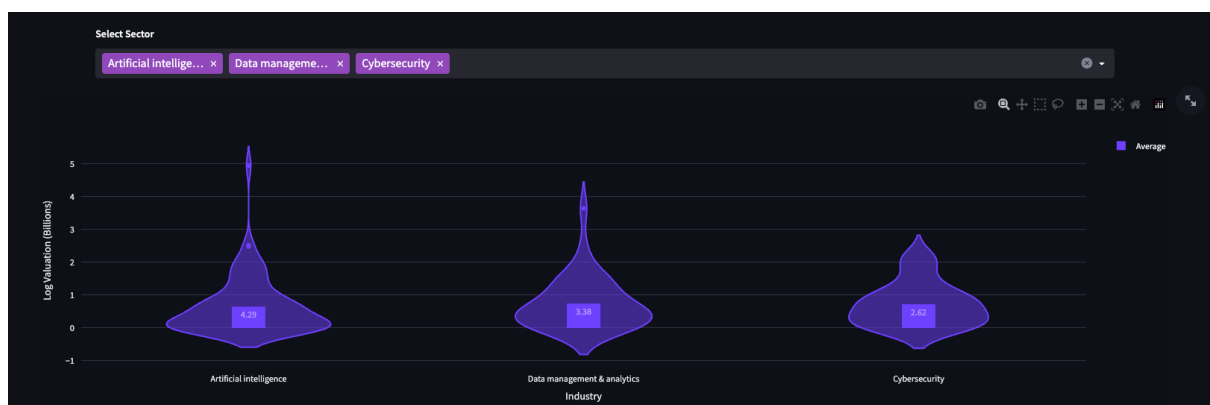 Select Sector
Artificial intellige... × Data manageme... × Cybersecurity ×
Average
5
4
3
2
1
0
−1
Log Valuation (Billions)
4.29
3.38
2.62
Artificial intelligence
Data management & analytics
Cybersecurity
Industry